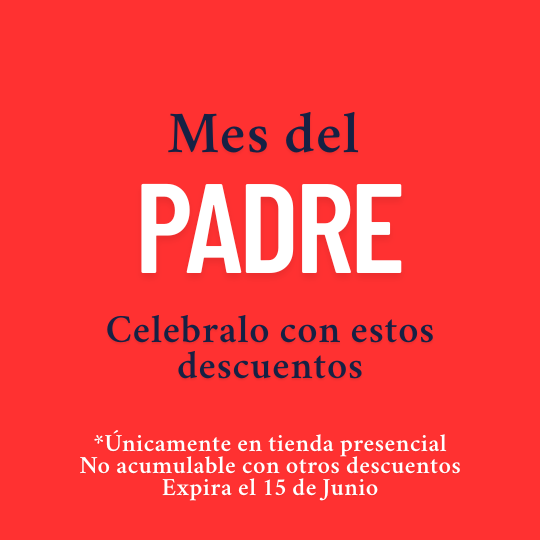 Mes del
PADRE
Celebralo con estos
descuentos
*Únicamente en tienda presencial
No acumulable con otros descuentos
Expira el 15 de Junio